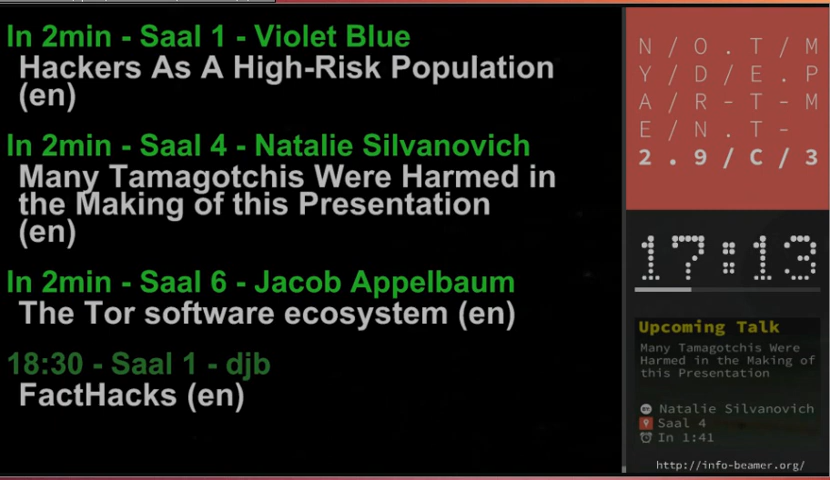 In 2min - Saal 1 - Violet Blue
Hackers As A High-Risk Population
(en)
In 2min - Saal 4 - Natalie Silvanovich
Many Tamagotchis Were Harmed in
the Making of this Presentation
(en)
In 2min - Saal 6 - Jacob Appelbaum
The Tor software ecosystem (en)
18:30 - Saal 1 - djb
FactHacks (en)
N / O . T / M
Y / D / E . P
A / R - T - M
E / N . T -
2 . 9 / C / 3
17:13
Upcoming Talk
Many Tamagotchis Were
Harmed in the Making of
this Presentation
Natalie Silvanovich
Saal 4
In 1:41
http://info-beamer.org/